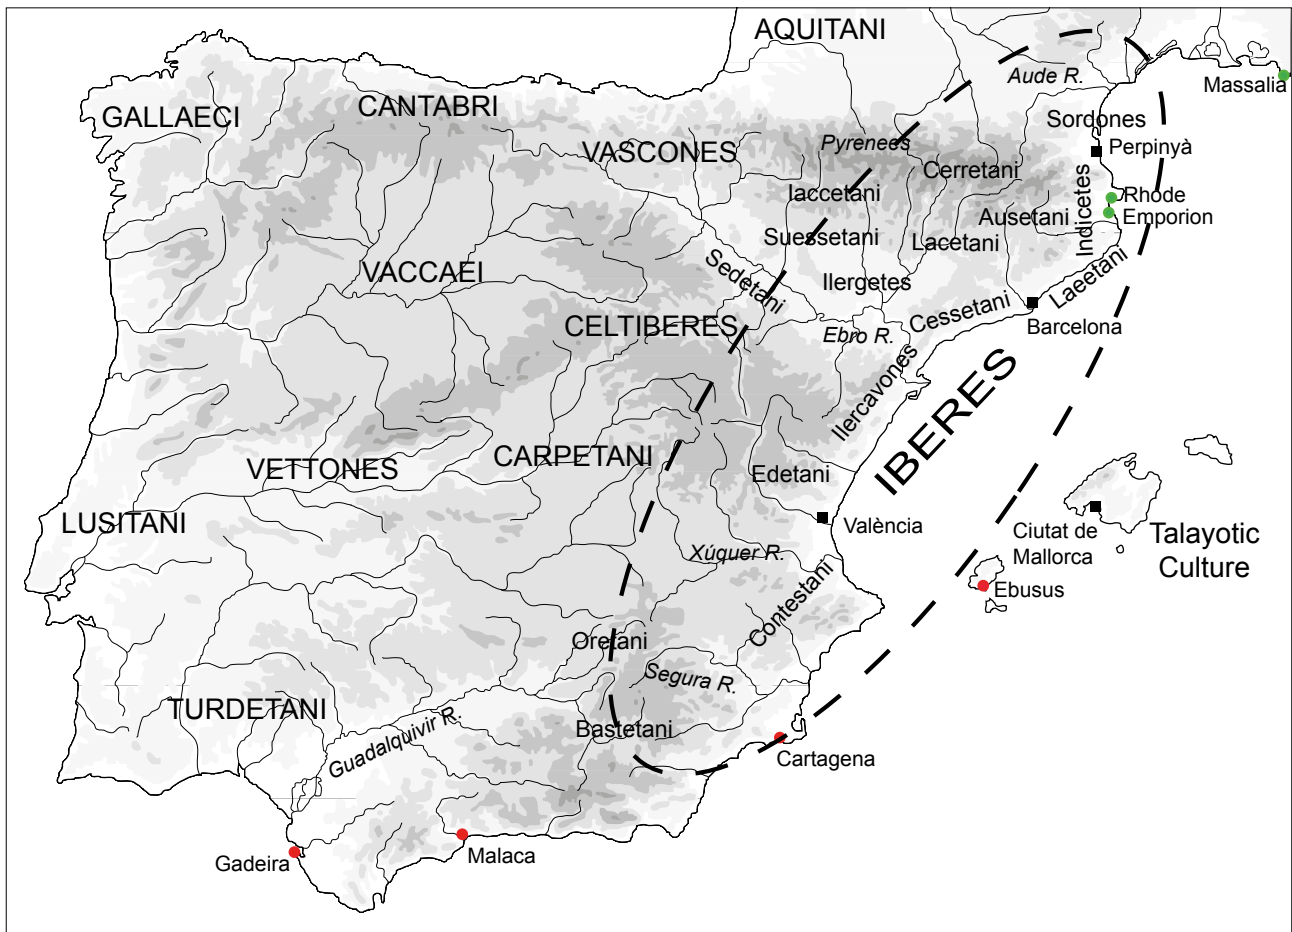 AQUITANI
Aude R.
Massalia
CANTABRI
GALLAECI
Sordones
Pyrenees
VASCONES
Perpinyà
Cerretani
Iaccetani
Rhode
Indicetes
Ausetani
Emporion
Suessetani
Lacetani
Sedetani
VACCAEI
Ilergetes
Laeetani
Cessetani
CELTIBERES
Barcelona
Ebro R.
Ilercavones
IBERES
CARPETANI
VETTONES
Edetani
LUSITANI
València
Ciutat de
Mallorca
Talayotic
Culture
Xúquer R.
Ebusus
Contestani
Oretani
Segura R.
TURDETANI
Guadalquivir R.
Bastetani
Cartagena
Malaca
Gadeira